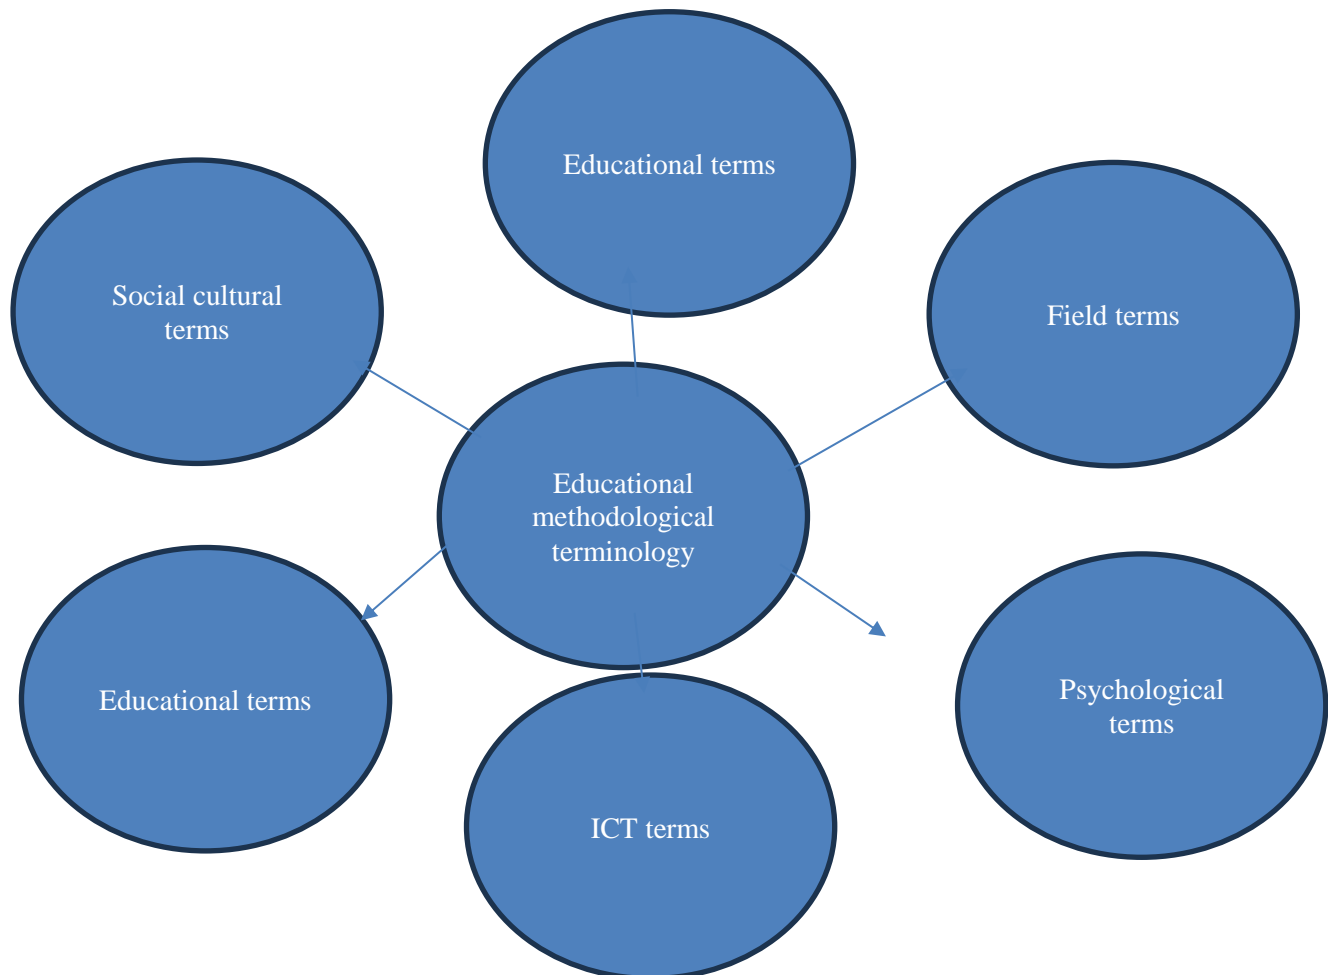 Educational terms
Social cultural
terms
Field terms
Educational
methodological
terminology
Educational terms
Psychological
terms
ICT terms